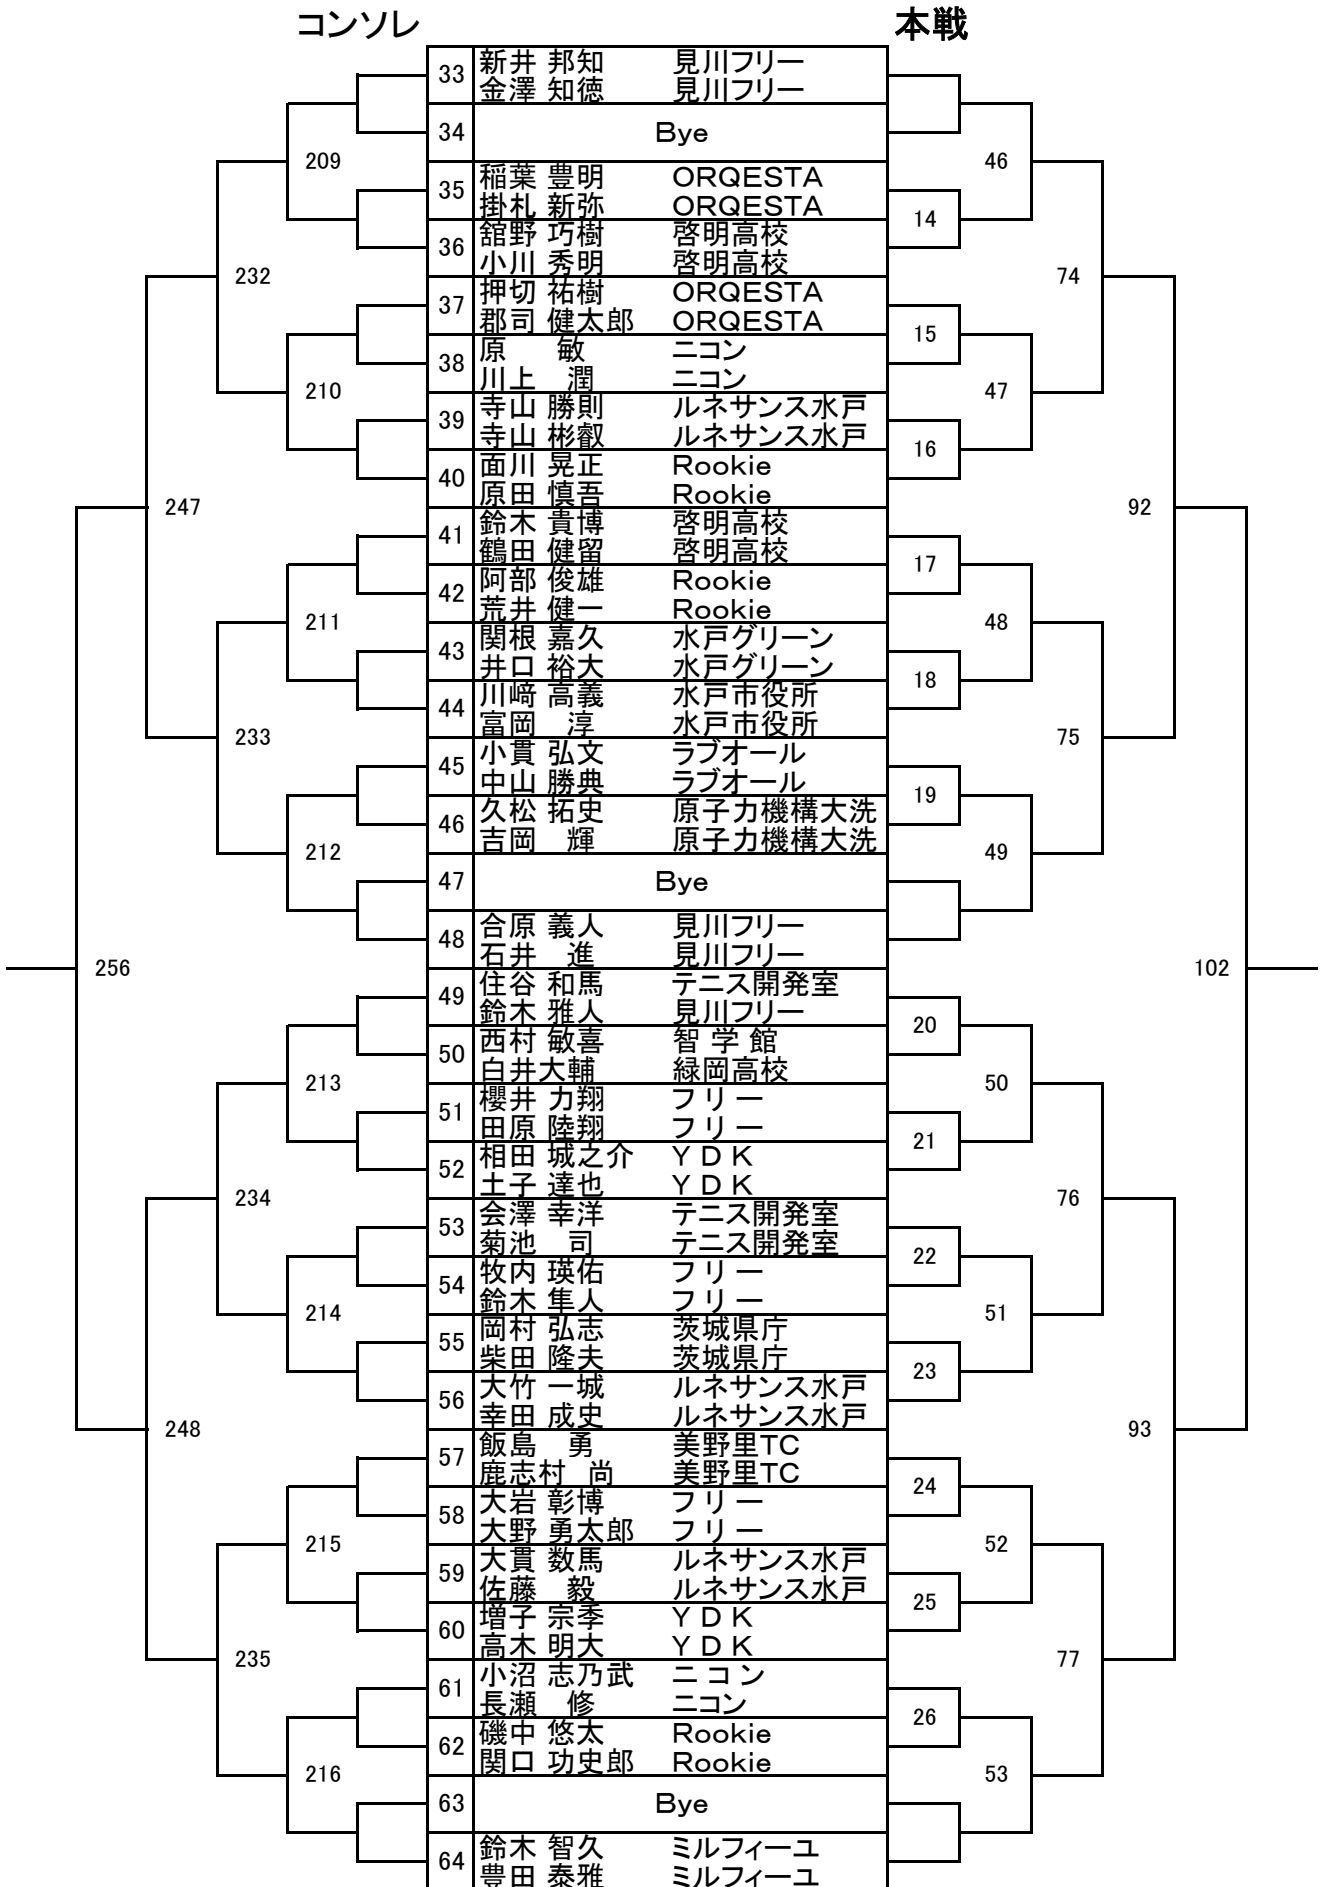 コンソレ 本戦
33 新井 邦知 見川フリー
金澤 知徳 見川フリー
34 Bye
209 46
35 稲葉 豊明 ORQESTA
掛札 新弥 ORQESTA
14
36 舘野 巧樹 啓明高校
小川 秀明 啓明高校
232 74
37 押切 祐樹 ORQESTA
郡司 健太郎 ORQESTA
15
38 原 敏 ニコン
川上 潤 ニコン
210 47
39 寺山 勝則 ルネサンス水戸
寺山 彬叡 ルネサンス水戸
16
40 面川 晃正 Rookie
原田 慎吾 Rookie
247 92
41 鈴木 貴博 啓明高校
鶴田 健留 啓明高校
17
42 阿部 俊雄 Rookie
荒井 健一 Rookie
211 48
43 関根 嘉久 水戸グリーン
井口 裕大 水戸グリーン
18
44 川﨑 高義 水戸市役所
富岡 淳 水戸市役所
233 75
45 小貫 弘文 ラブオール
中山 勝典 ラブオール
19
46 久松 拓史 原子力機構大洗
吉岡 輝 原子力機構大洗
212 49
47 Bye
48 合原 義人 見川フリー
石井 進 見川フリー
256 102
49 住谷 和馬 テニス開発室
鈴木 雅人 見川フリー
20
50 西村 敏喜 智 学 館
白井大輔 緑岡高校
213 50
51 櫻井 力翔 フ リ ー
田原 陸翔 フ リ ー
21
52 相田 城之介 Y D K
土子 達也 Y D K
234 76
53 会澤 幸洋 テニス開発室
菊池 司 テニス開発室
22
54 牧内 瑛佑 フ リ ー
鈴木 隼人 フ リ ー
214 51
55 岡村 弘志 茨城県庁
柴田 隆夫 茨城県庁
23
56 大竹 一城 ルネサンス水戸
幸田 成史 ルネサンス水戸
248 93
57 飯島 勇 美野里TC
鹿志村 尚 美野里TC
24
58 大岩 彰博 フ リ ー
大野 勇太郎 フ リ ー
215 52
59 大貫 数馬 ルネサンス水戸
佐藤 毅 ルネサンス水戸
25
60 増子 宗季 Y D K
高木 明大 Y D K
235 77
61 小沼 志乃武 ニ コ ン
長瀬 修 ニコン
26
62 磯中 悠太 Rookie
関口 功史郎 Rookie
216 53
63 Bye
64 鈴木 智久 ミルフィーユ
豊田 泰雅 ミルフィーユ